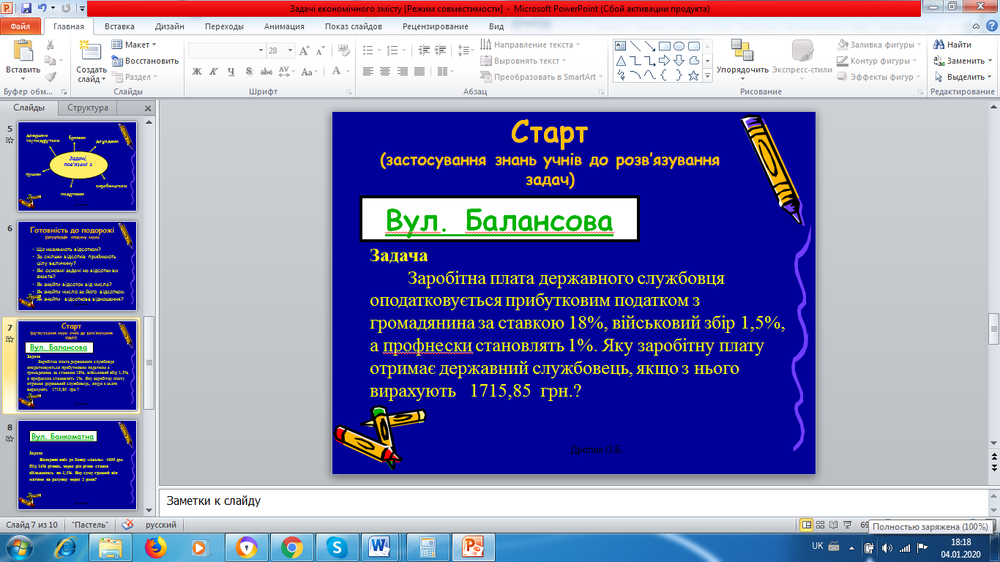 Задачі економічного змісту [Режим совместимости] - Microsoft PowerPoint (Сбой активации продукта)
Файл Главная Вставка Дизайн Переходы Анимация Показ слайдов Рецензирование Вид
Вставить
Буфер обм...
Создать слайд
Макет
Восстановить
Раздел
Слайды
28
Ж К Ч S abc AV Aa A
Шрифт
Направление текста
Выровнять текст
Преобразовать в SmartArt
Абзац
Упорядочить
Экспресс-стили
Заливка фигуры
Контур фигуры
Эффекты фигур
Рисование
Найти
Заменить
Выделить
Редактирование
Слайды Структура
5
домашнім господарством
банками
доходами
Задачі, пов'язані з
грішми
виробництвом
податками
6
Готовність до подорожі
Що називають відсотком?
За скільки відсотків приймають
цілу величину?
Які основні задачі на відсотки ви
знаєте?
Як знайти відсоток від числа?
Як знайти число за його відсотком.
Як знайти відсоткове відношення?
7
Старт
(застосування знань учнів до розв'язування
задач)
Вул. Балансова
Задача
Заробітна плата державного службовця
оподатковується прибутковим податком з
громадянина за ставкою 18%, військовий збір 1,5%,
а профнески становлять 1%. Яку заробітну плату
отримає державний службовець, якщо з нього
вирахують 1715,85 грн.?
8
Вул. Банкоматна
Задача
Вкладник вніс до банку «Аваль» 4000 грн.
Під 16% річних, через рік річна ставка
збільшилась на 1,5%. Яку суму грошей він
матиме на рахунку через 2 роки?
Старт
(застосування знань учнів до розв'язування
задач)
Вул. Балансова
Задача
Заробітна плата державного службовця
оподатковується прибутковим податком з
громадянина за ставкою 18%, військовий збір 1,5%,
а профнески становлять 1%. Яку заробітну плату
отримає державний службовець, якщо з нього
вирахують 1715,85 грн.?
Заметки к слайду
Слайд 7 из 10 "Пастель" русский
Полностью заряжена (100%)
UK
18:18
04.01.2020